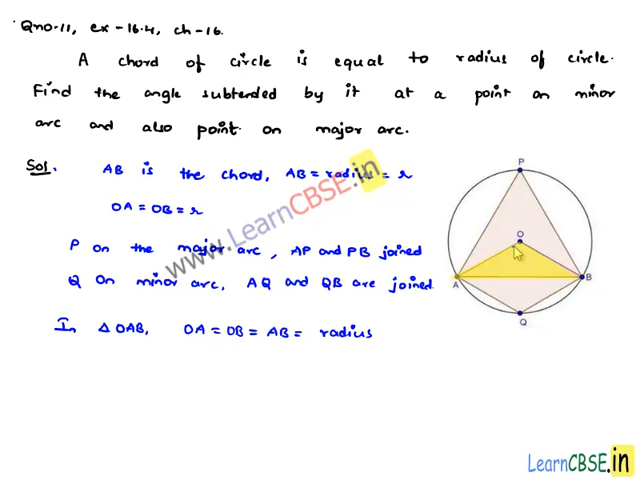 Qno-11, ex-16.4, ch-16.
A chord of circle is equal to radius of circle.
Find the angle subtended by it at a point on minor
arc and also point on major arc.
Sol. AB is the chord, AB = radius = r
OA = OB = r
P on the major arc, AP and PB joined
Q on minor arc, AQ and QB are joined
In Δ OAB, OA = OB = AB = radius
P
O
A
B
Q
www.LearnCBSE.in
LearnCBSE.in